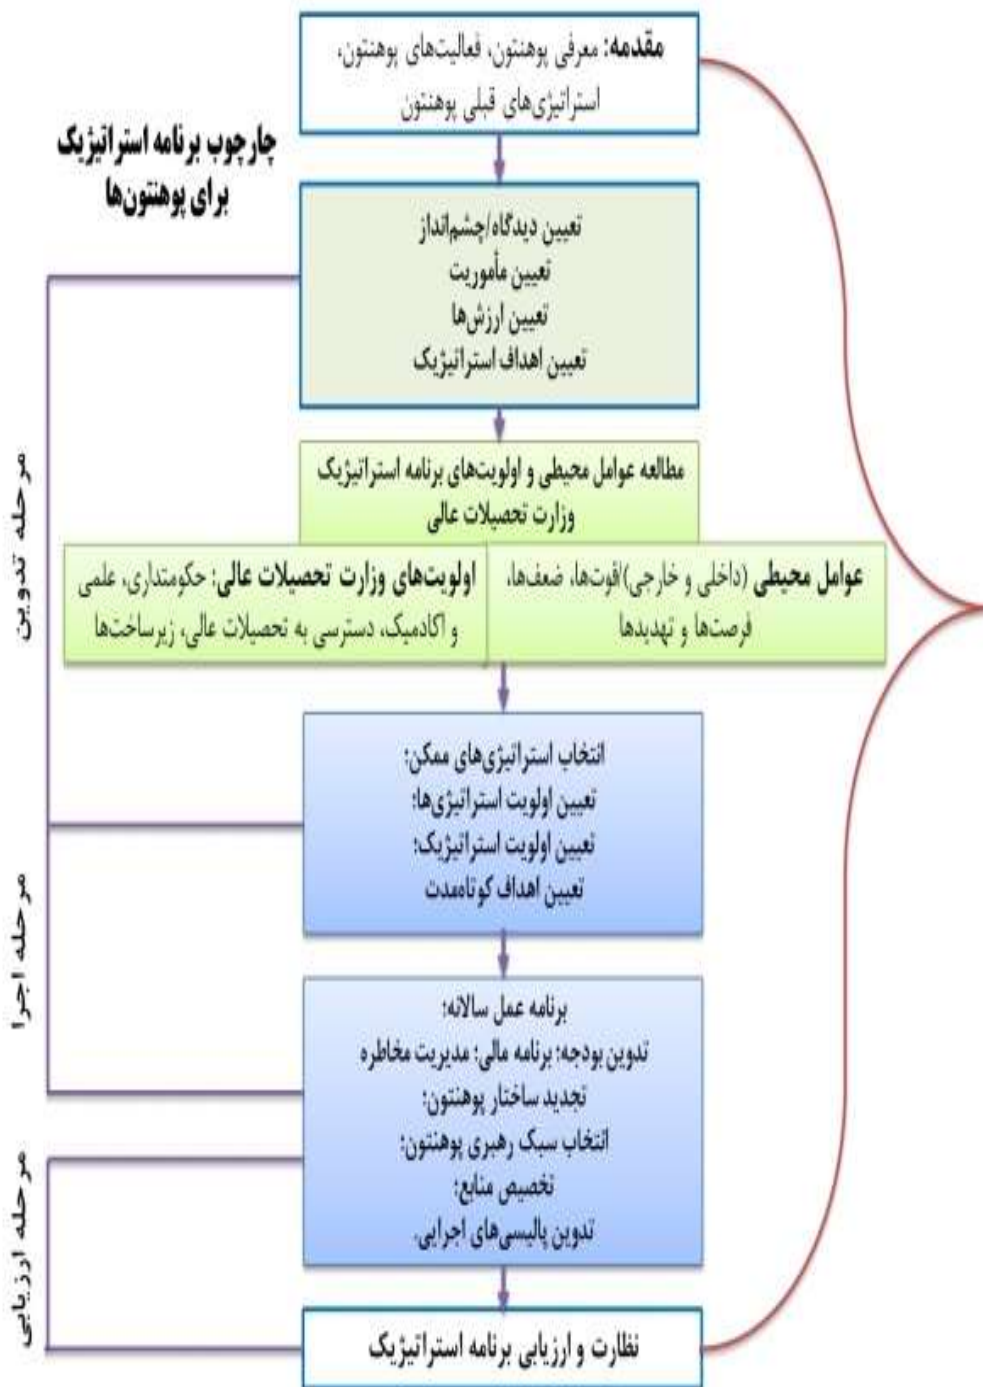 مقدمه: معرفی پوهنتون، فعالیت‌های پوهنتون،
استراتیژی‌های قبلی پوهنتون
چارچوب برنامه استراتیژیک
برای پوهنتون‌ها
تعیین دیدگاه/چشم‌انداز
تعیین مأموریت
تعیین ارزش‌ها
تعیین اهداف استراتیژیک
مطالعه عوامل محیطی و اولویت‌های برنامه استراتیژیک
وزارت تحصیلات عالی
عوامل محیطی (داخلی و خارجی)/قوت‌ها، ضعف‌ها،
فرصت‌ها و تهدیدها
اولویت‌های وزارت تحصیلات عالی: حکومتداری، علمی
و اکادمیک، دسترسی به تحصیلات عالی، زیرساخت‌ها
مرحله تدوین
انتخاب استراتیژی‌های ممکن؛
تعیین اولویت استراتیژی‌ها؛
تعیین اولویت استراتیژیک؛
تعیین اهداف کوتاه‌مدت
مرحله اجرا
برنامه عمل سالانه؛
تدوین بودجه؛ برنامه مالی؛ مدیریت مخاطره
تجدید ساختار پوهنتون؛
انتخاب سبک رهبری پوهنتون؛
تخصیص منابع؛
تدوین پالیسی‌های اجرایی.
مرحله ارزیابی
نظارت و ارزیابی برنامه استراتیژیک